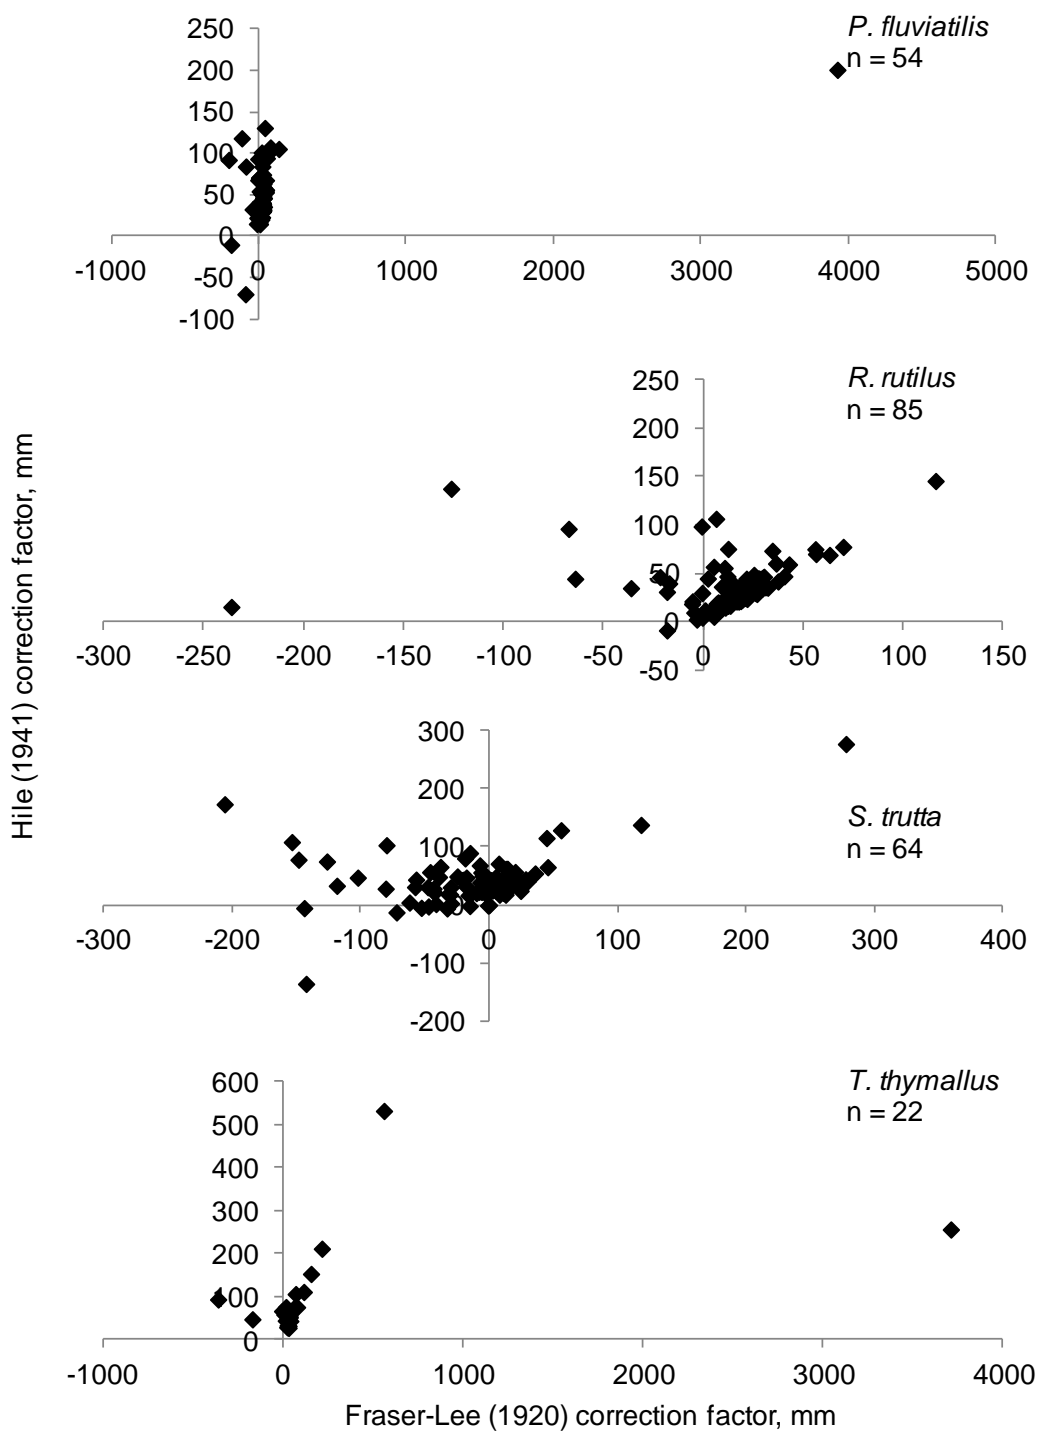 P. fluviatilis
n = 54
250
200
150
100
50
0
-50
-100
-1000 0 1000 2000 3000 4000 5000
R. rutilus
n = 85
250
200
150
100
50
0
-50
-300 -250 -200 -150 -100 -50 0 50 100 150
Hile (1941) correction factor, mm
S. trutta
n = 64
300
200
100
0
-100
-200
-300 -200 -100 0 100 200 300 400
T. thymallus
n = 22
600
500
400
300
200
100
0
-1000 0 1000 2000 3000 4000
Fraser-Lee (1920) correction factor, mm